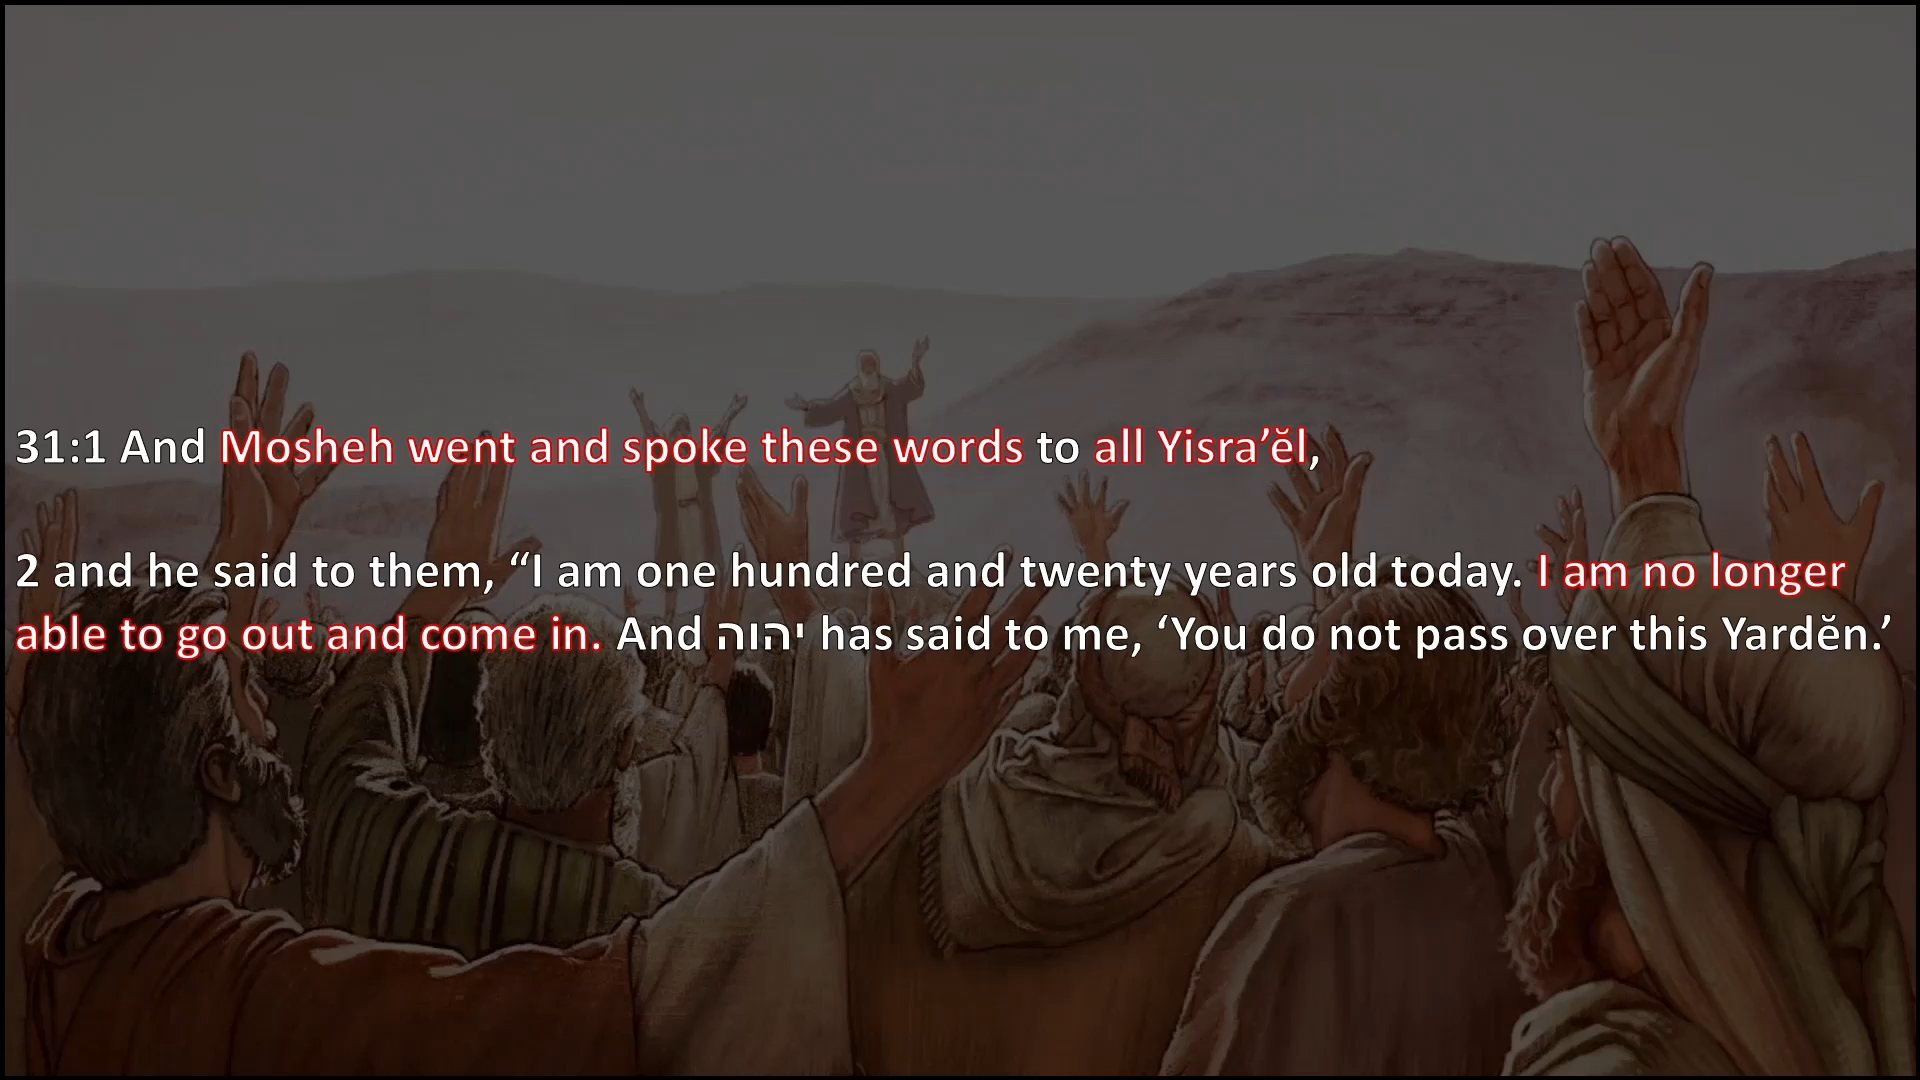 31:1 And Mosheh went and spoke these words to all Yisra’ĕl,
2 and he said to them, “I am one hundred and twenty years old today. I am no longer
able to go out and come in. And יהוה has said to me, ‘You do not pass over this Yardĕn.’